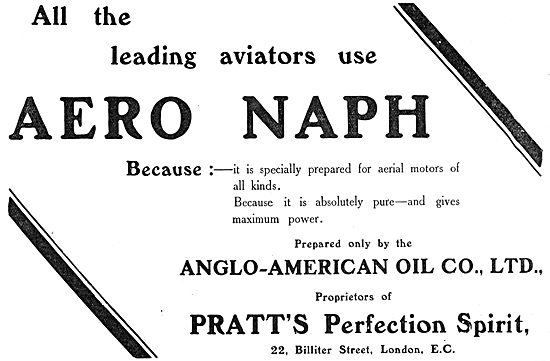 All the
leading aviators use
AERO NAPH
Because :—it is specially prepared for aerial motors of
all kinds.
Because it is absolutely pure—and gives
maximum power.
Prepared only by the
ANGLO-AMERICAN OIL CO., LTD.,
Proprietors of
PRATT'S Perfection Spirit,
22, Billiter Street, London, E.C.